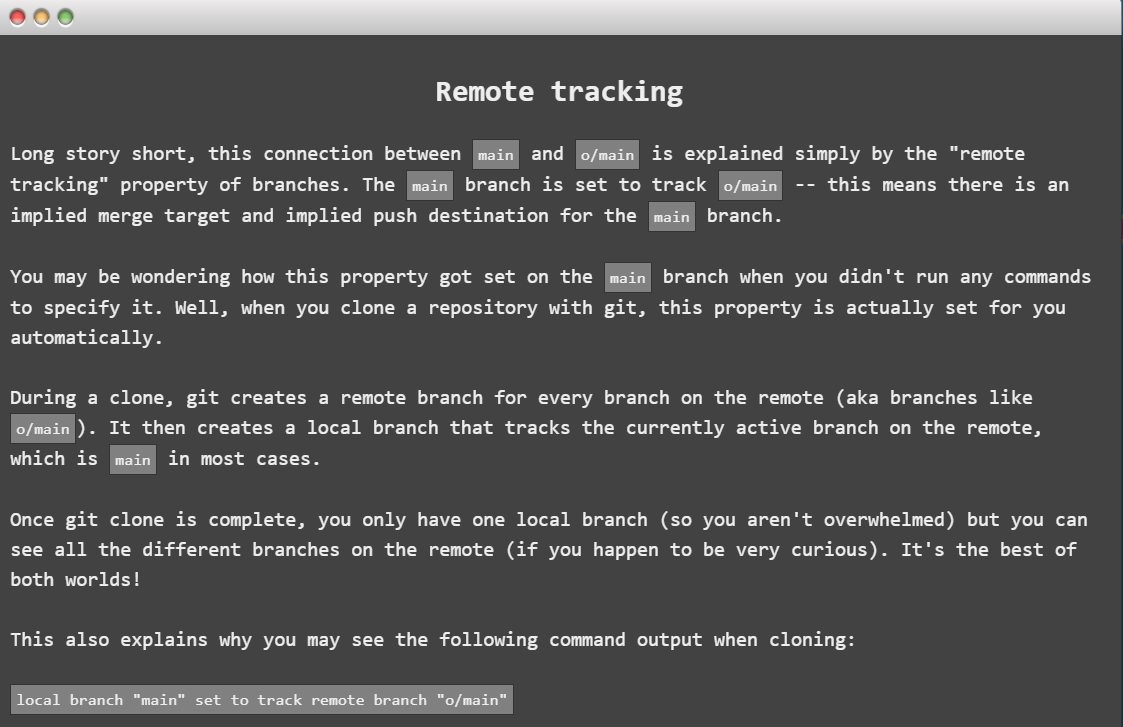 Remote tracking
Long story short, this connection between main and o/main is explained simply by the "remote
tracking" property of branches. The main branch is set to track o/main -- this means there is an
implied merge target and implied push destination for the main branch.
You may be wondering how this property got set on the main branch when you didn't run any commands
to specify it. Well, when you clone a repository with git, this property is actually set for you
automatically.
During a clone, git creates a remote branch for every branch on the remote (aka branches like
o/main). It then creates a local branch that tracks the currently active branch on the remote,
which is main in most cases.
Once git clone is complete, you only have one local branch (so you aren't overwhelmed) but you can
see all the different branches on the remote (if you happen to be very curious). It's the best of
both worlds!
This also explains why you may see the following command output when cloning:
local branch "main" set to track remote branch "o/main"